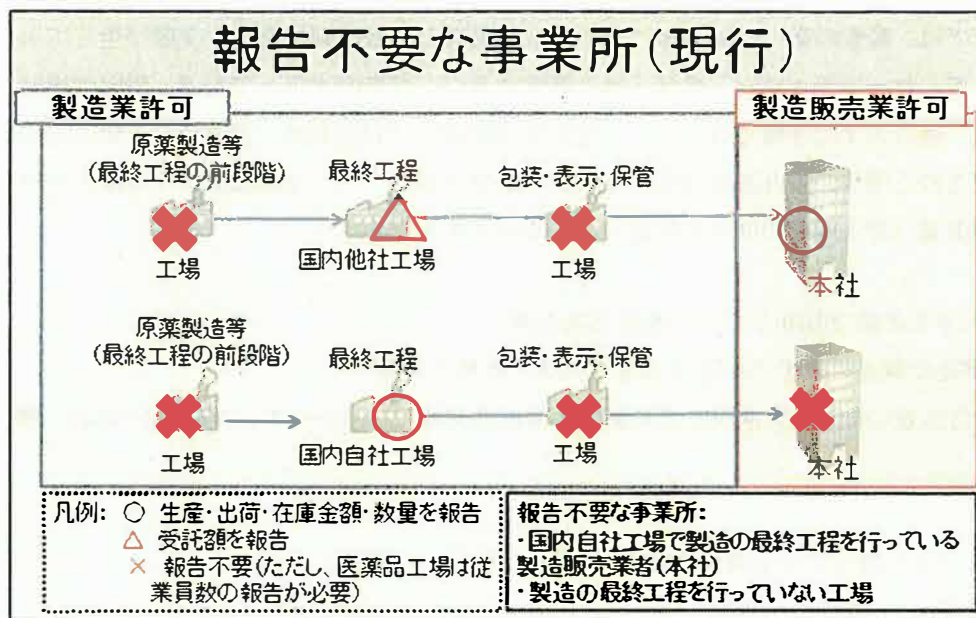 報告不要な事業所(現行)
製造業許可
製造販売業許可
原薬製造等
(最終工程の前段階)
最終工程
包装・表示・保管
工場
国内他社工場
工場
本社
原薬製造等
(最終工程の前段階)
最終工程
包装・表示・保管
工場
国内自社工場
工場
本社
凡例: ○ 生産・出荷・在庫金額・数量を報告
△ 受託額を報告
× 報告不要(ただし、医薬品工場は従
業員数の報告が必要)
報告不要な事業所:
・国内自社工場で製造の最終工程を行っている
製造販売業者(本社)
・製造の最終工程を行っていない工場